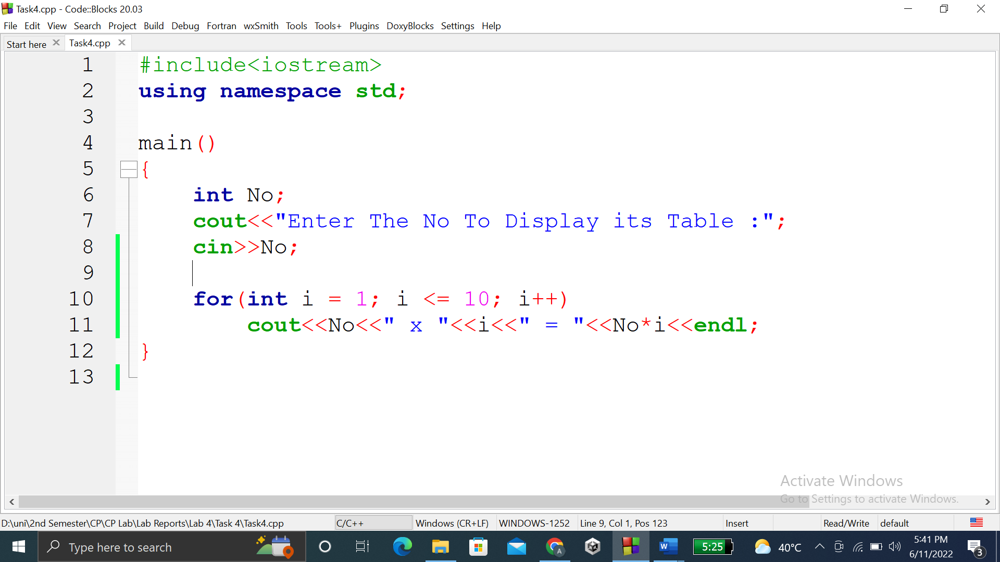 Task4.cpp - Code::Blocks 20.03
File Edit View Search Project Build Debug Fortran wxSmith Tools Tools+ Plugins DoxyBlocks Settings Help
Start here Task4.cpp
1 #include<iostream>
2 using namespace std;
3
4 main()
5 {
6 int No;
7 cout<<"Enter The No To Display its Table :";
8 cin>>No;
9
10 for(int i = 1; i <= 10; i++)
11 cout<<No<<" x "<<i<<" = "<<No*i<<endl;
12 }
13
Activate Windows
Go to Settings to activate Windows.
D:\uni\2nd Semester\CP\CP Lab\Lab Reports\Lab 4\Task 4\Task4.cpp C/C++ Windows (CR+LF) WINDOWS-1252 Line 9, Col 1, Pos 123 Insert Read/Write default
Type here to search 5:25 40°C 5:41 PM
6/11/2022 3